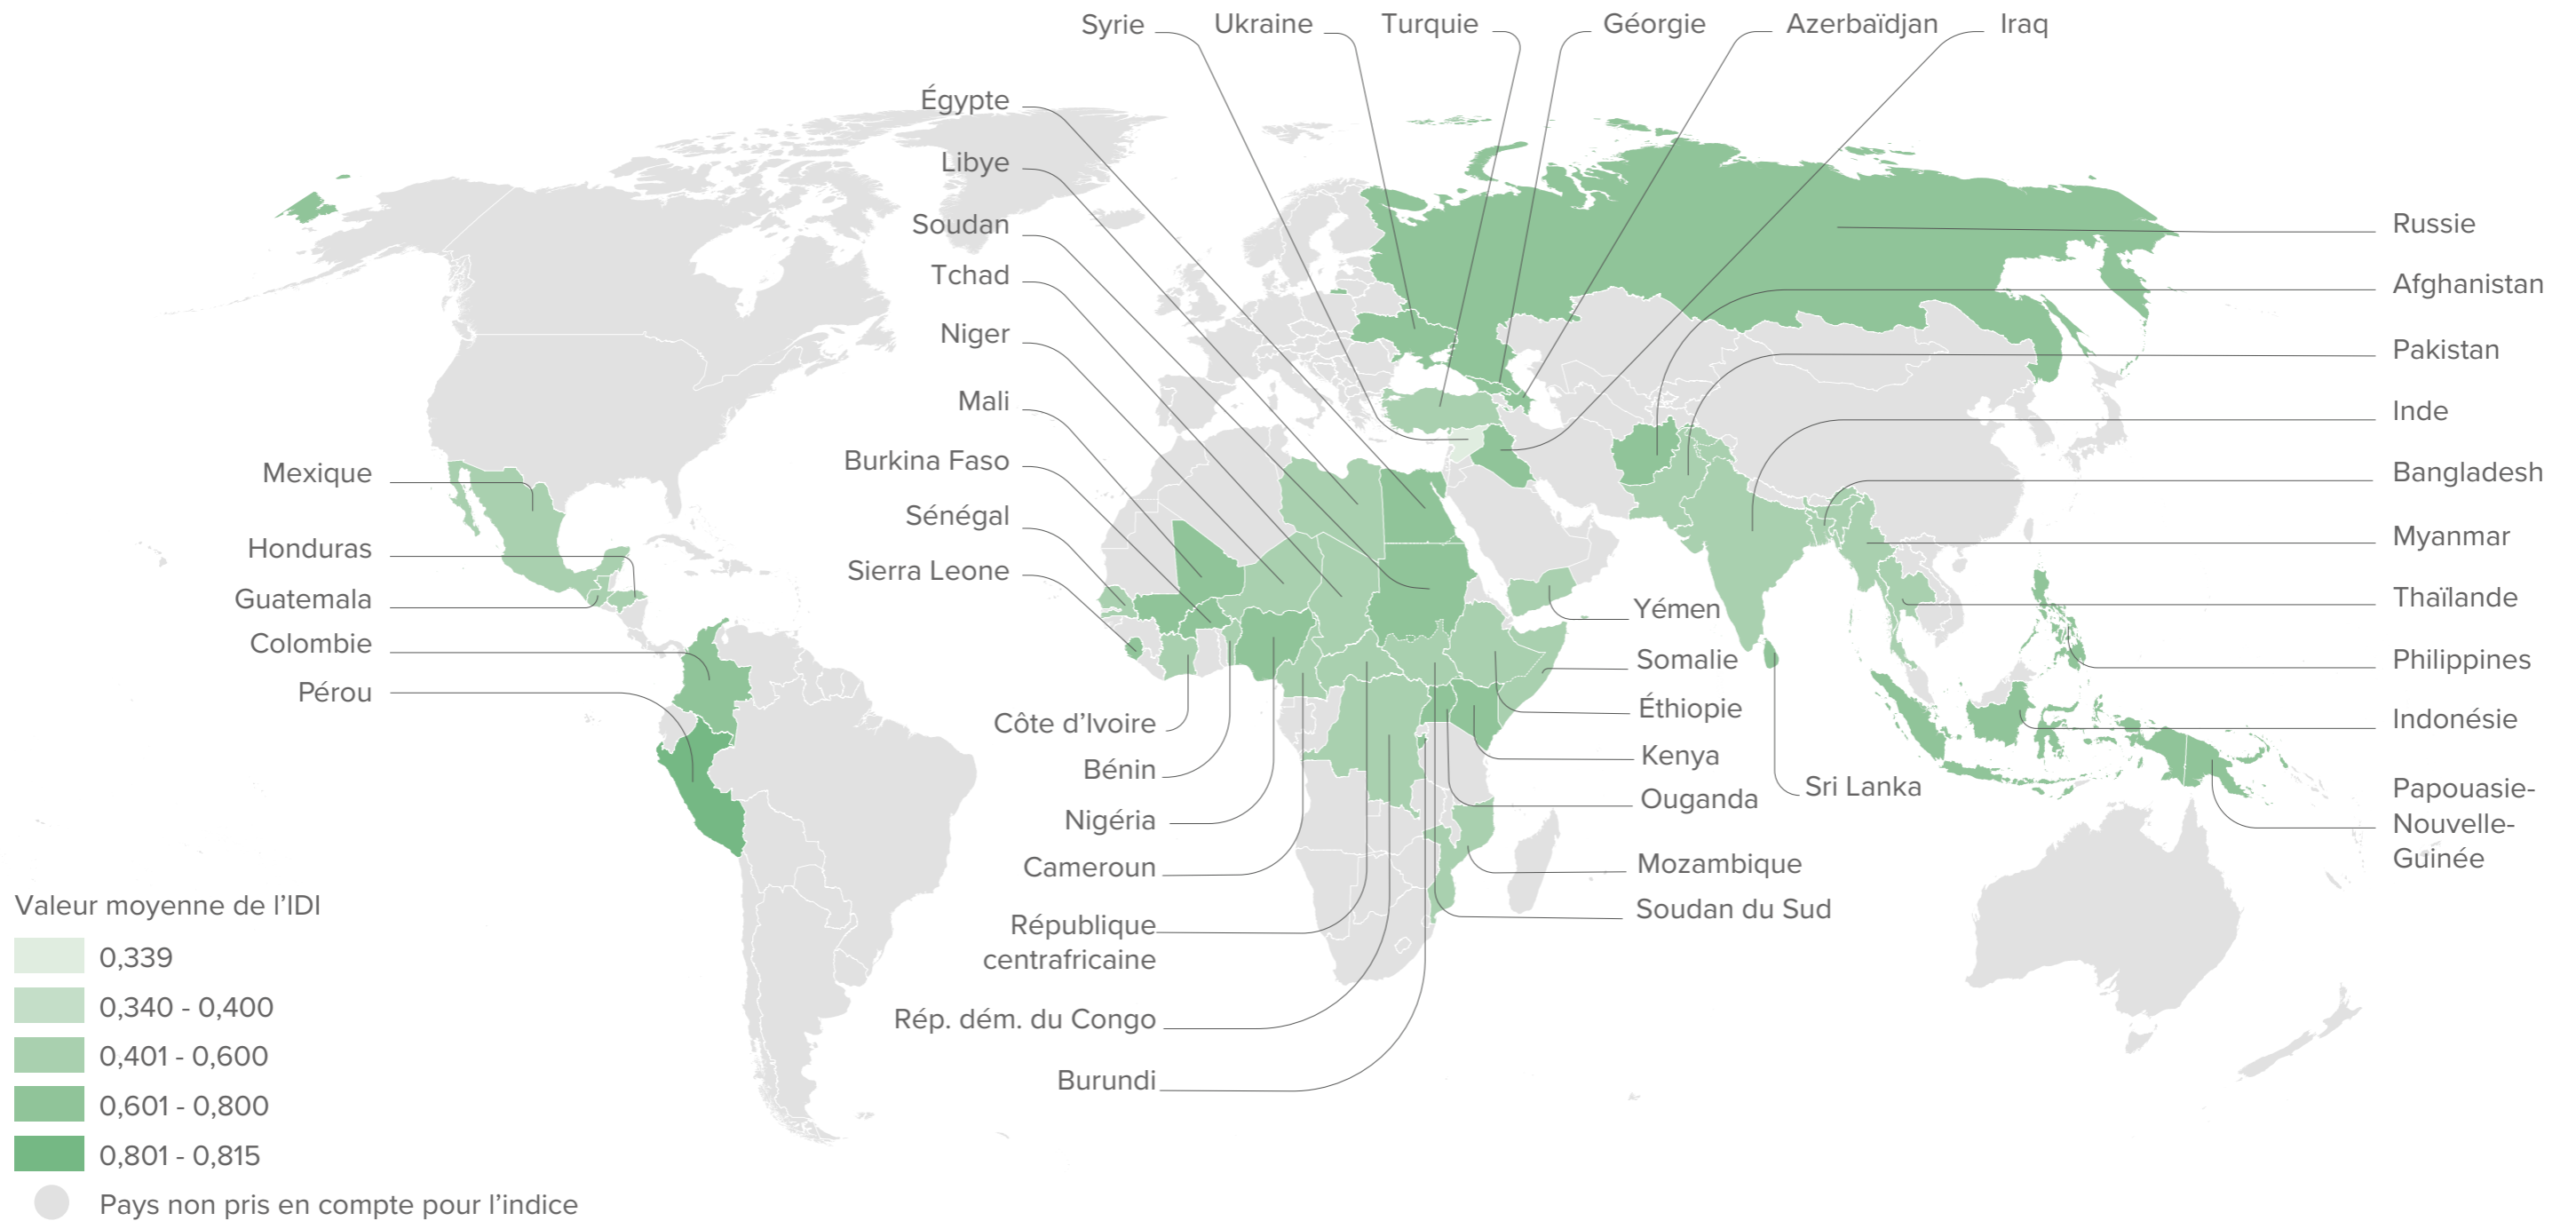 Syrie
Ukraine
Turquie
Géorgie
Azerbaïdjan
Iraq
Égypte
Libye
Soudan
Tchad
Niger
Mali
Burkina Faso
Sénégal
Sierra Leone
Mexique
Honduras
Guatemala
Colombie
Pérou
Russie
Afghanistan
Pakistan
Inde
Bangladesh
Myanmar
Thaïlande
Philippines
Indonésie
Papouasie-
Nouvelle-
Guinée
Yémen
Somalie
Éthiopie
Kenya
Ouganda
Sri Lanka
Mozambique
Soudan du Sud
Côte d’Ivoire
Bénin
Nigéria
Cameroun
République
centrafricaine
Rép. dém. du Congo
Burundi
Valeur moyenne de l’IDI
0,339
0,340 - 0,400
0,401 - 0,600
0,601 - 0,800
0,801 - 0,815
Pays non pris en compte pour l’indice